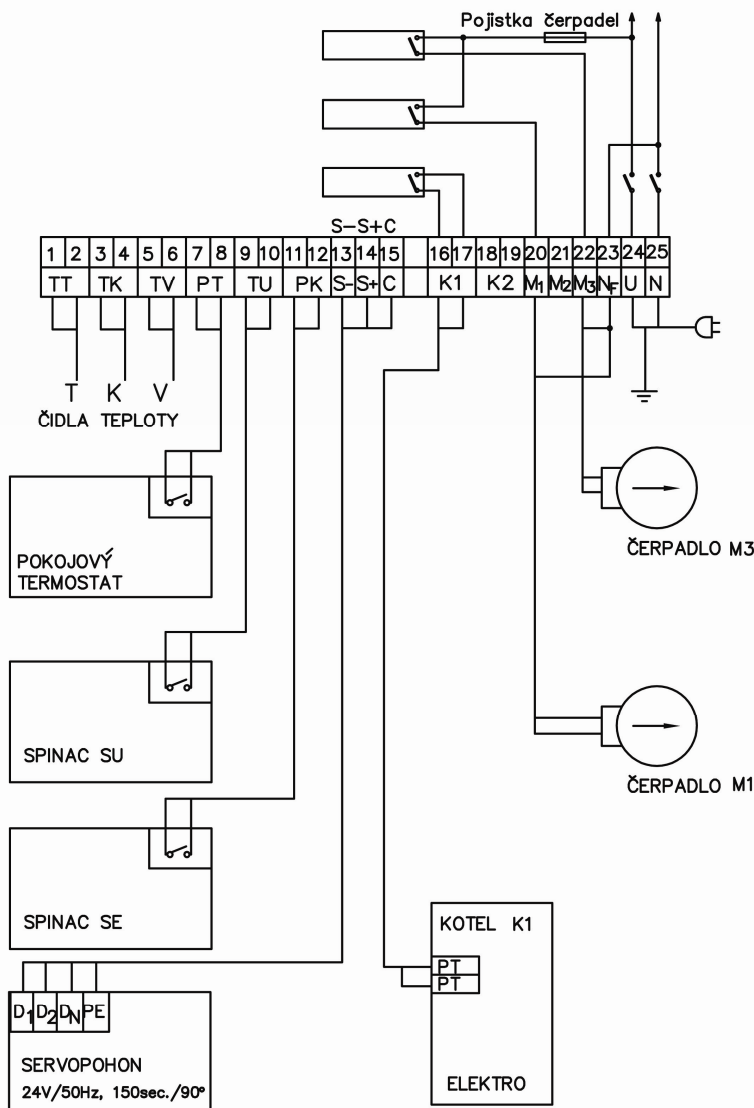 Pojistka čerpadel
S-S+C
1 2 3 4 5 6 7 8 9 10 11 12 13 14 15 16 17 18 19 20 21 22 23 24 25
TT TK TV PT TU PK S- S+ C K1 K2 M1 M2 M3 NF U N
T K V
ČIDLA TEPLOTY
POKOJOVÝ
TERMOSTAT
ČERPADLO M3
SPINAC SU
ČERPADLO M1
SPINAC SE
KOTEL K1
PT
PT
ELEKTRO
D1 D2 DN PE
SERVOPOHON
24V/50Hz, 150sec./90°